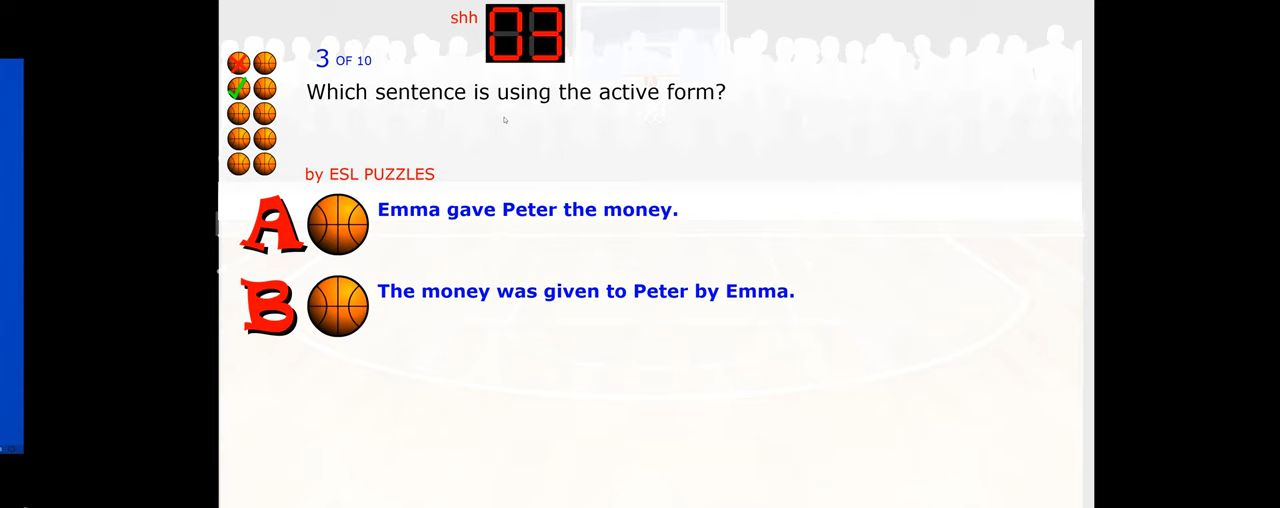 shh
03
3 OF 10
Which sentence is using the active form?
by ESL PUZZLES
A
Emma gave Peter the money.
B
The money was given to Peter by Emma.